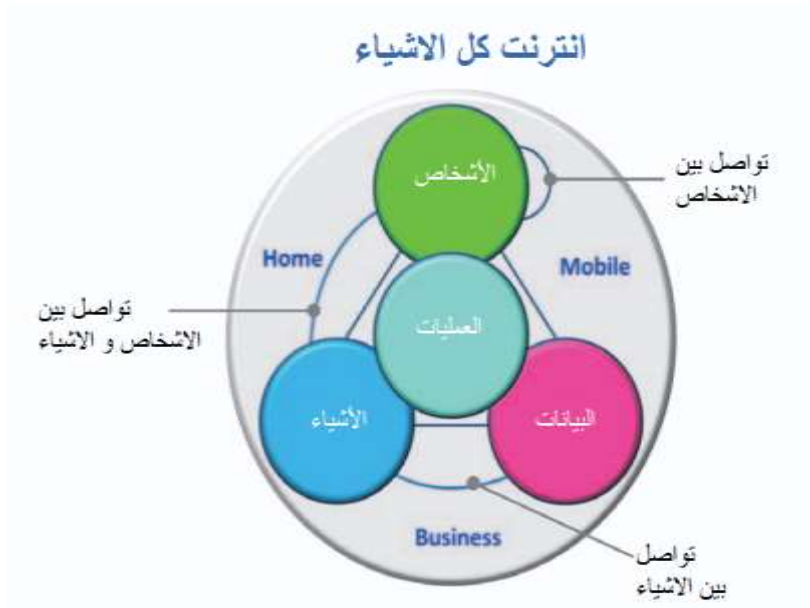 انترنت كل الاشياء
الأشخاص
تواصل بين
الاشخاص
Home
Mobile
تواصل بين
الاشخاص و الاشياء
العمليات
الأشياء
البيانات
Business
تواصل
بين الاشياء